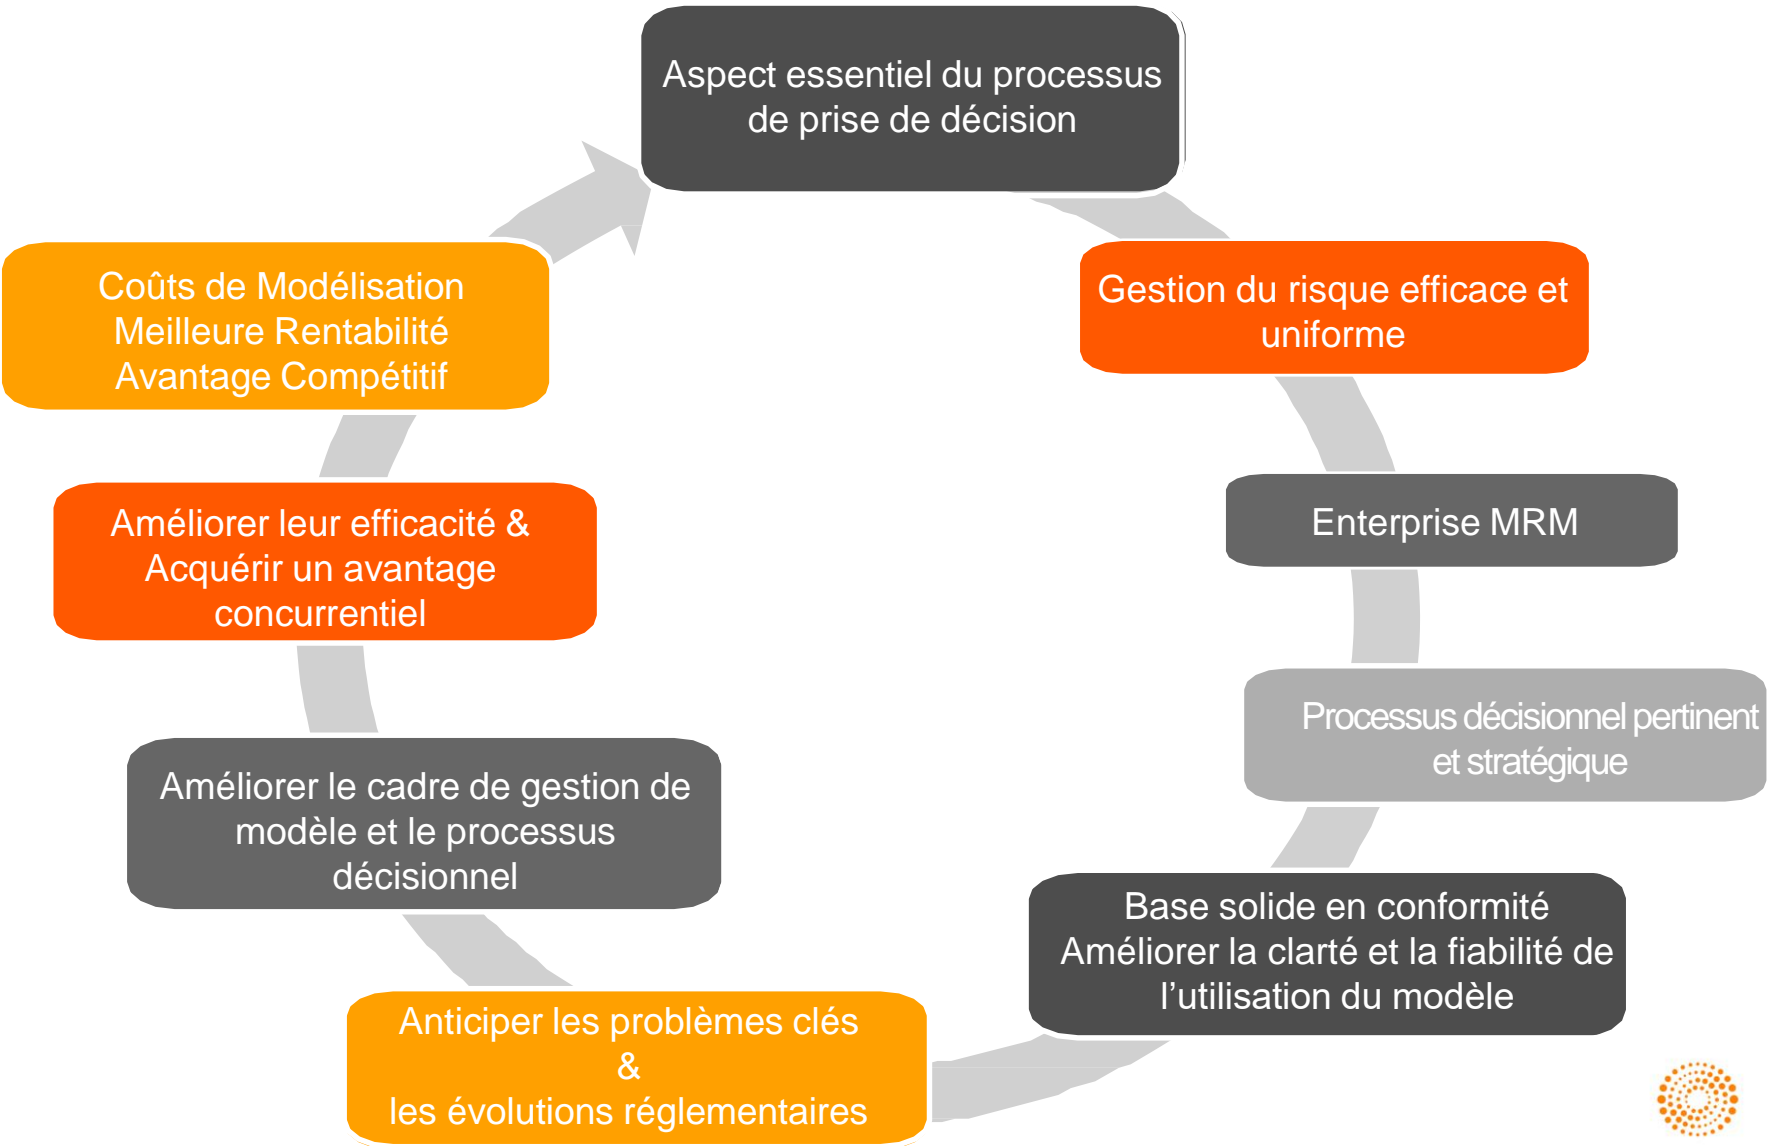 Aspect essentiel du processus
de prise de décision
Gestion du risque efficace et
uniforme
Enterprise MRM
Processus décisionnel pertinent
et stratégique
Base solide en conformité
Améliorer la clarté et la fiabilité de
l’utilisation du modèle
Anticiper les problèmes clés
&
les évolutions réglementaires
Améliorer le cadre de gestion de
modèle et le processus
décisionnel
Améliorer leur efficacité &
Acquérir un avantage
concurrentiel
Coûts de Modélisation
Meilleure Rentabilité
Avantage Compétitif